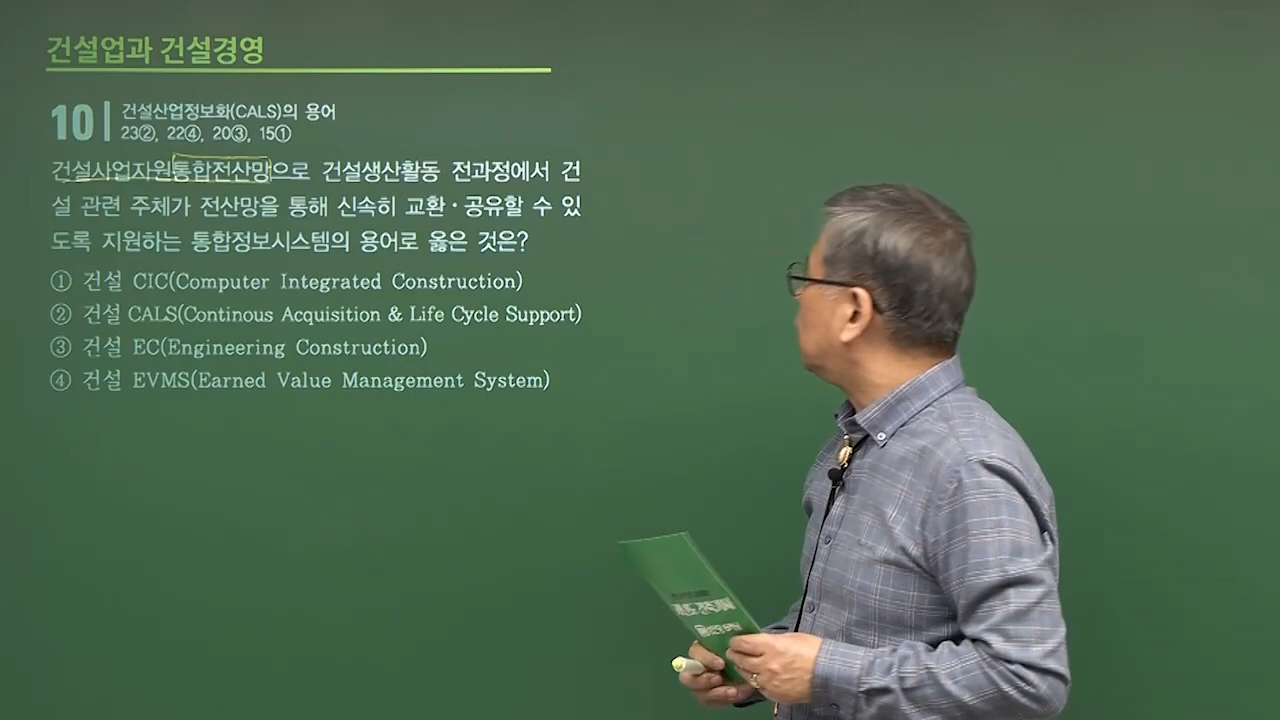 건설업과 건설경영
10
건설산업정보화(CALS)의 용어
23②, 22④, 20③, 15①
건설사업자원통합전산망으로 건설생산활동 전과정에서 건
설 관련 주체가 전산망을 통해 신속히 교환·공유할 수 있
도록 지원하는 통합정보시스템의 용어로 옳은 것은?
① 건설 CIC(Computer Integrated Construction)
② 건설 CALS(Continous Acquisition & Life Cycle Support)
③ 건설 EC(Engineering Construction)
④ 건설 EVMS(Earned Value Management System)